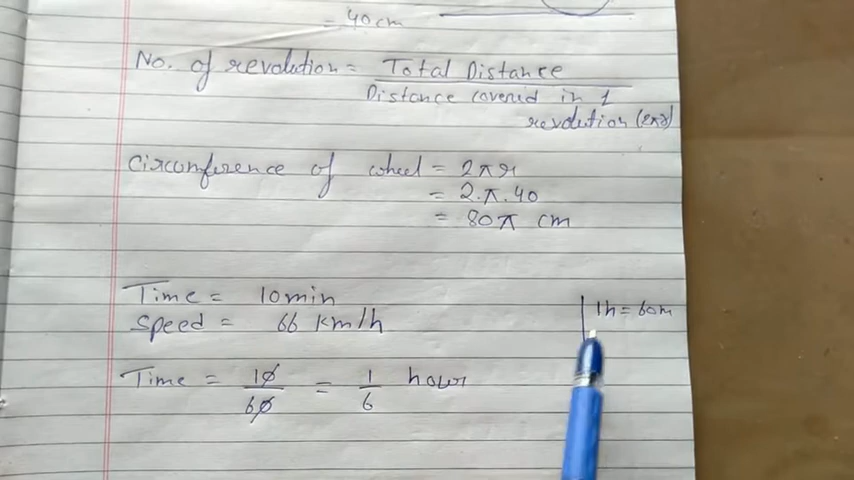 = 40 cm
No. of revolution = Total Distance
Distance covered in 1
revolution (2πr)
Circumference of wheel = 2πr
= 2.π.40
= 80π cm
Time = 10 min
Speed = 66 km/h
1h = 60m
Time = 10/60 = 1/6 hour